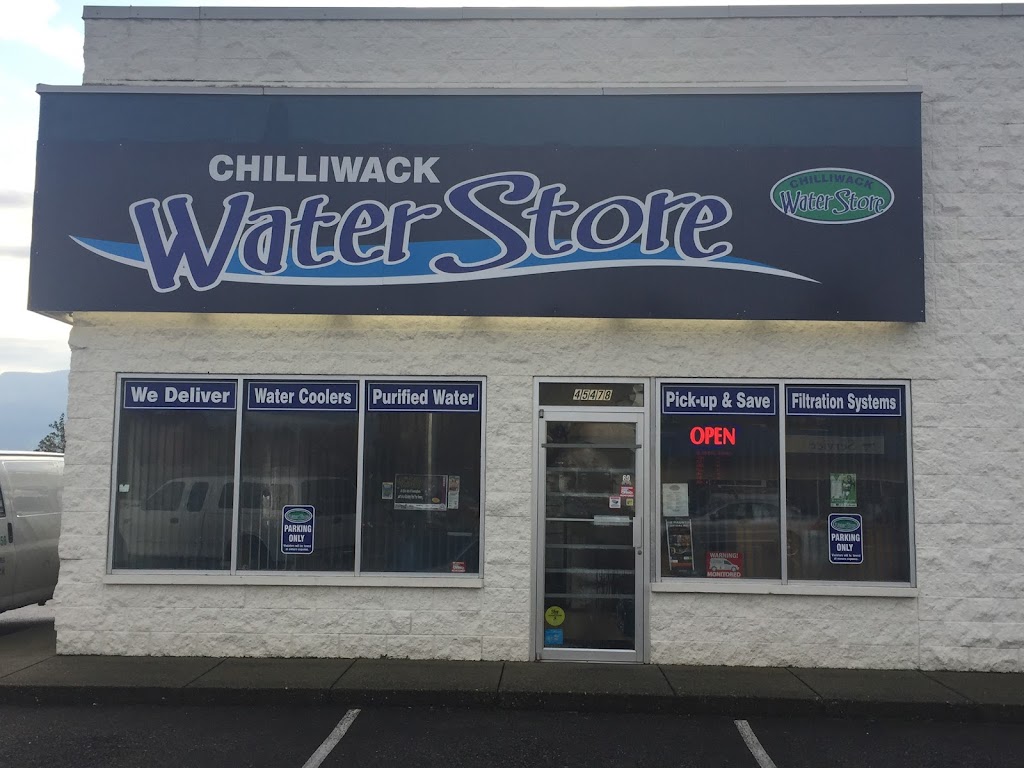 CHILLIWACK
Water Store
CHILLIWACK
Water Store
We Deliver
Water Coolers
Purified Water
45478
Pick-up & Save
Filtration Systems
OPEN
PARKING
ONLY
PARKING
ONLY
WARNING!
MONITORED